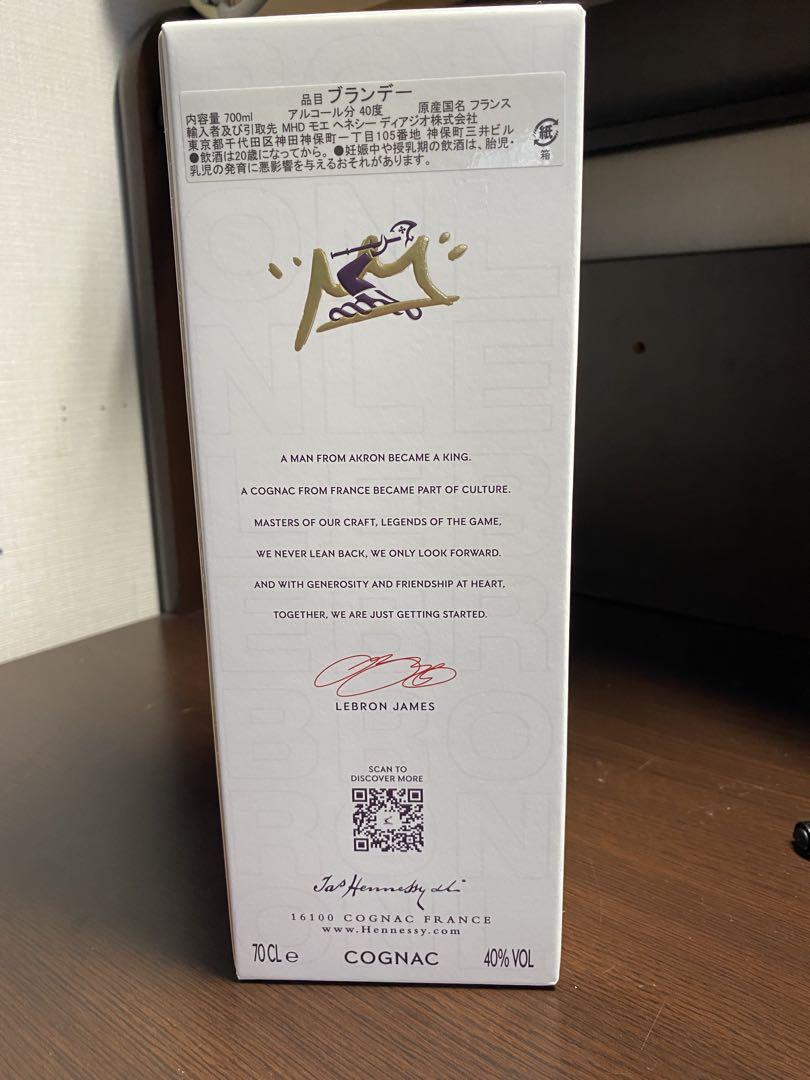 品目 ブランデー
内容量 700ml アルコール分 40度 原産国名 フランス
輸入者及び引取先 MHD モエ ヘネシー ディアジオ株式会社
東京都千代田区神田神保町一丁目105番地 神保町三井ビル
●飲酒は20歳になってから。●妊娠中や授乳期の飲酒は、胎児・
乳児の発育に悪影響を与えるおそれがあります。
紙
箱
A MAN FROM AKRON BECAME A KING.
A COGNAC FROM FRANCE BECAME PART OF CULTURE.
MASTERS OF OUR CRAFT, LEGENDS OF THE GAME,
WE NEVER LEAN BACK, WE ONLY LOOK FORWARD.
AND WITH GENEROSITY AND FRIENDSHIP AT HEART,
TOGETHER, WE ARE JUST GETTING STARTED.
LEBRON JAMES
SCAN TO
DISCOVER MORE
Jas Hennessy & Co
16100 COGNAC FRANCE
www.Hennessy.com
70 CL e COGNAC 40% VOL